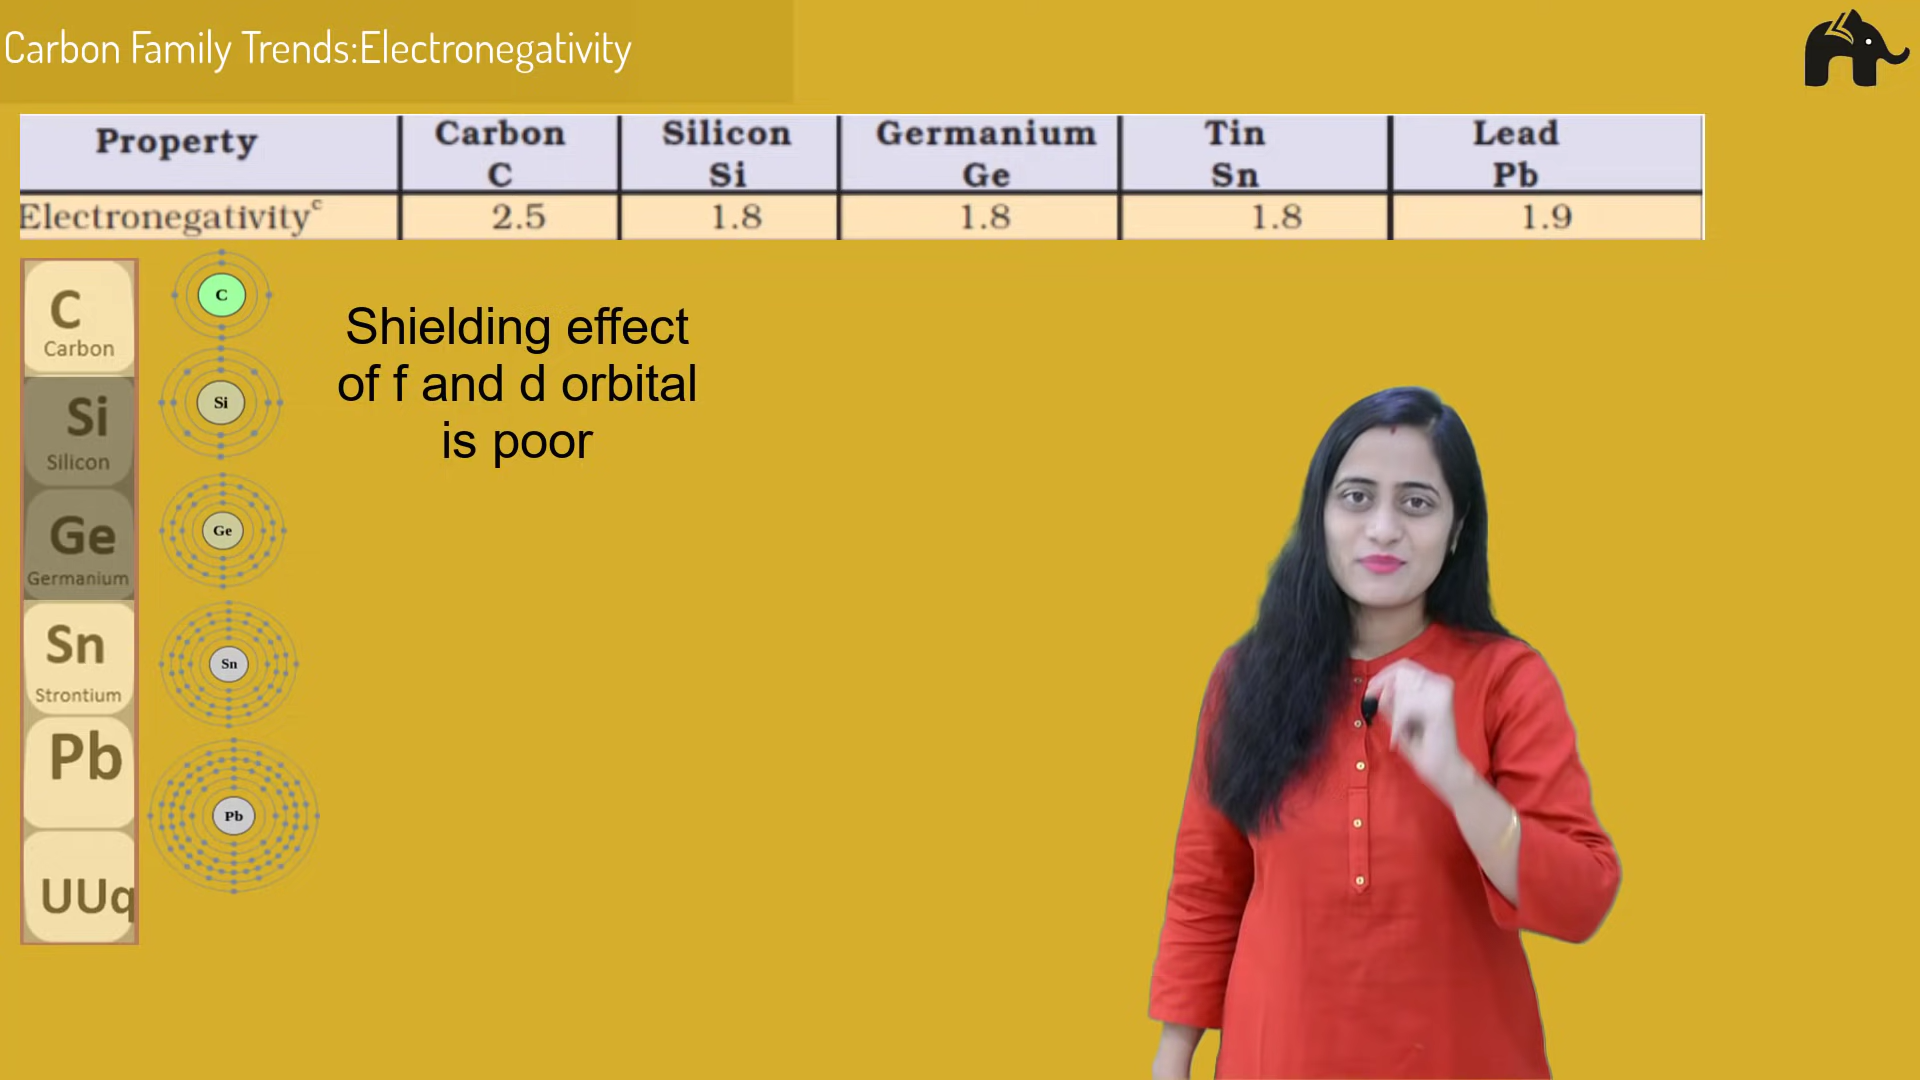 Carbon Family Trends:Electronegativity
Property Carbon Silicon Germanium Tin Lead
C Si Ge Sn Pb
Electronegativityᶜ 2.5 1.8 1.8 1.8 1.9
C
Carbon
Si
Silicon
Ge
Germanium
Sn
Strontium
Pb
UUq
C
Si
Ge
Sn
Pb
Shielding effect
of f and d orbital
is poor